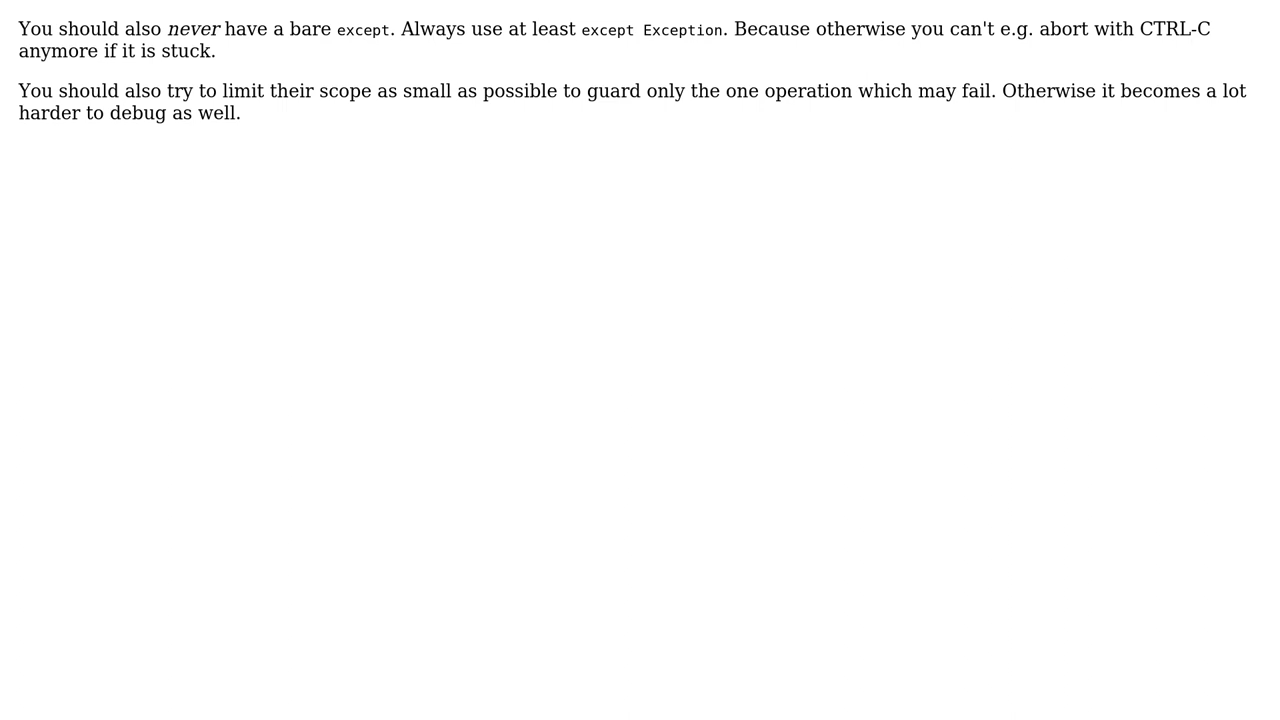 You should also never have a bare except. Always use at least except Exception. Because otherwise you can't e.g. abort with CTRL-C
anymore if it is stuck.
You should also try to limit their scope as small as possible to guard only the one operation which may fail. Otherwise it becomes a lot
harder to debug as well.